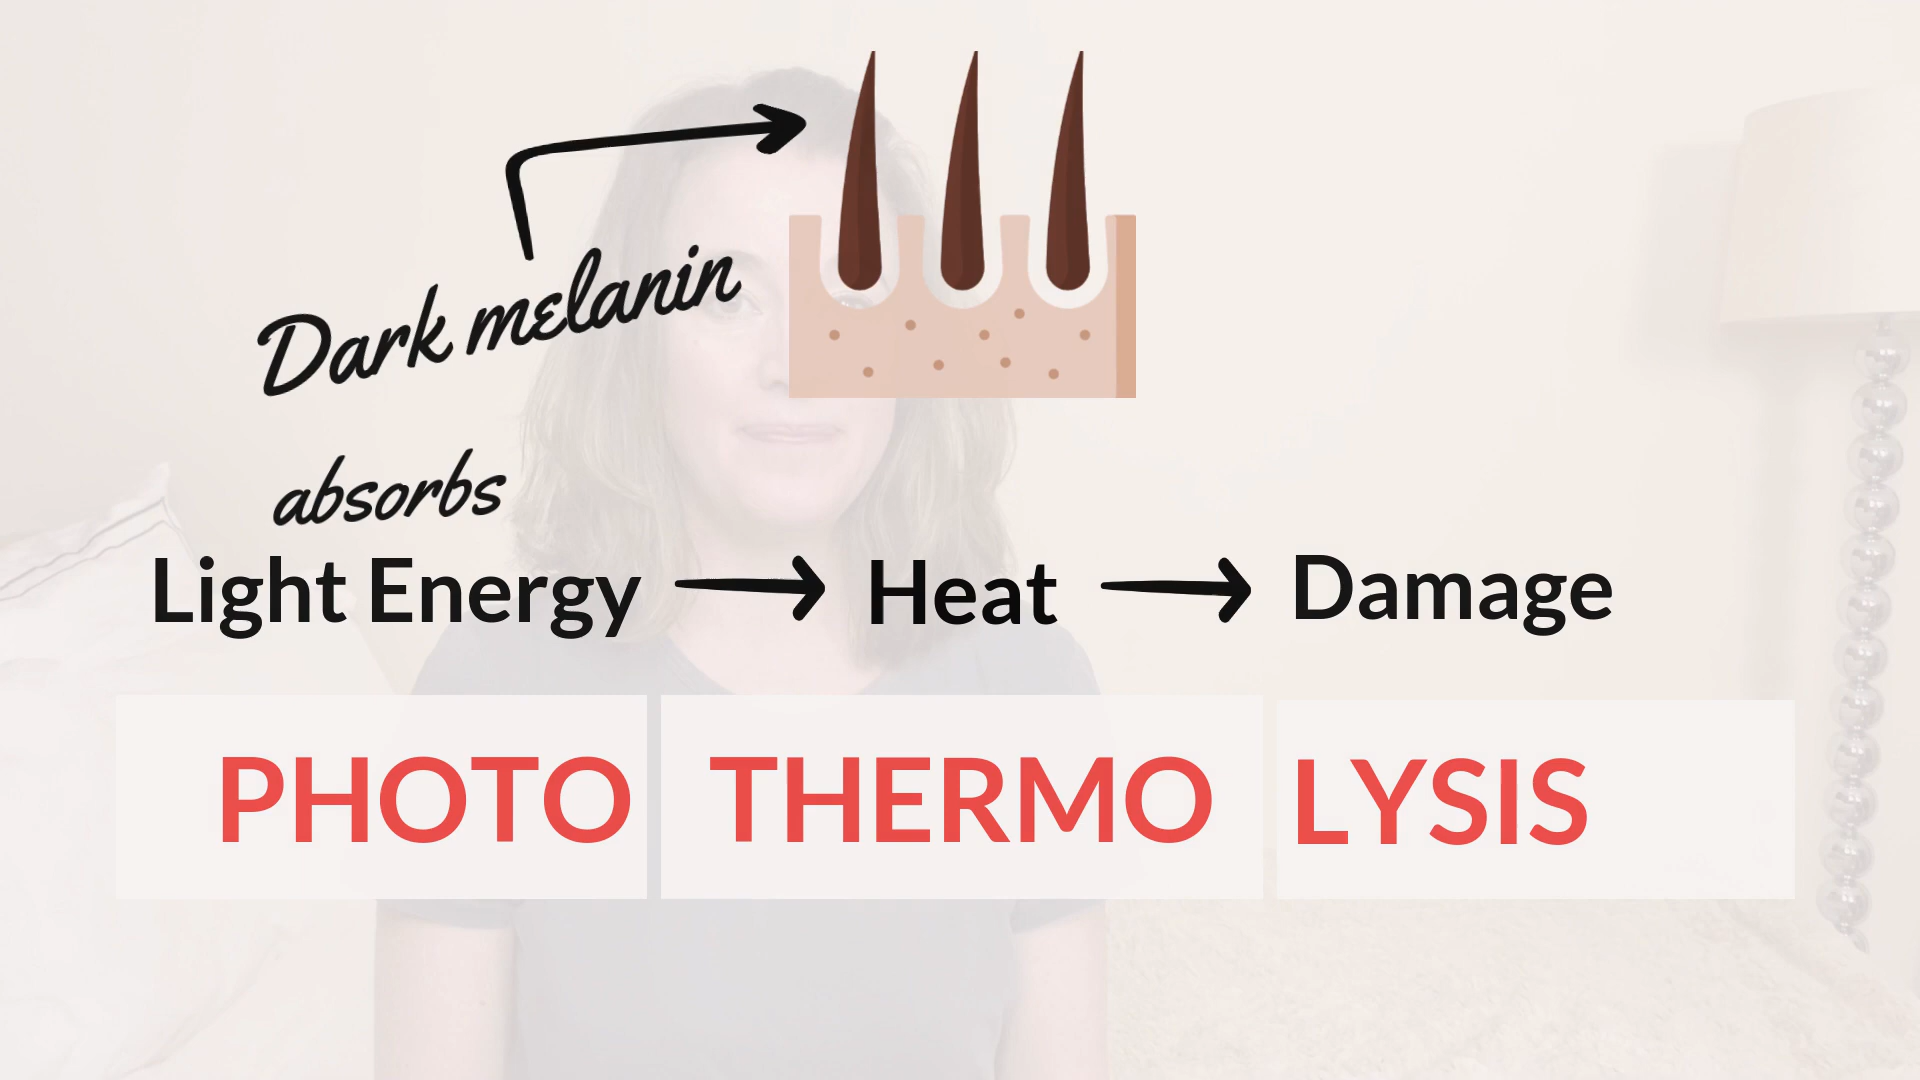 Dark melanin
absorbs
Light Energy → Heat → Damage
PHOTO THERMO LYSIS